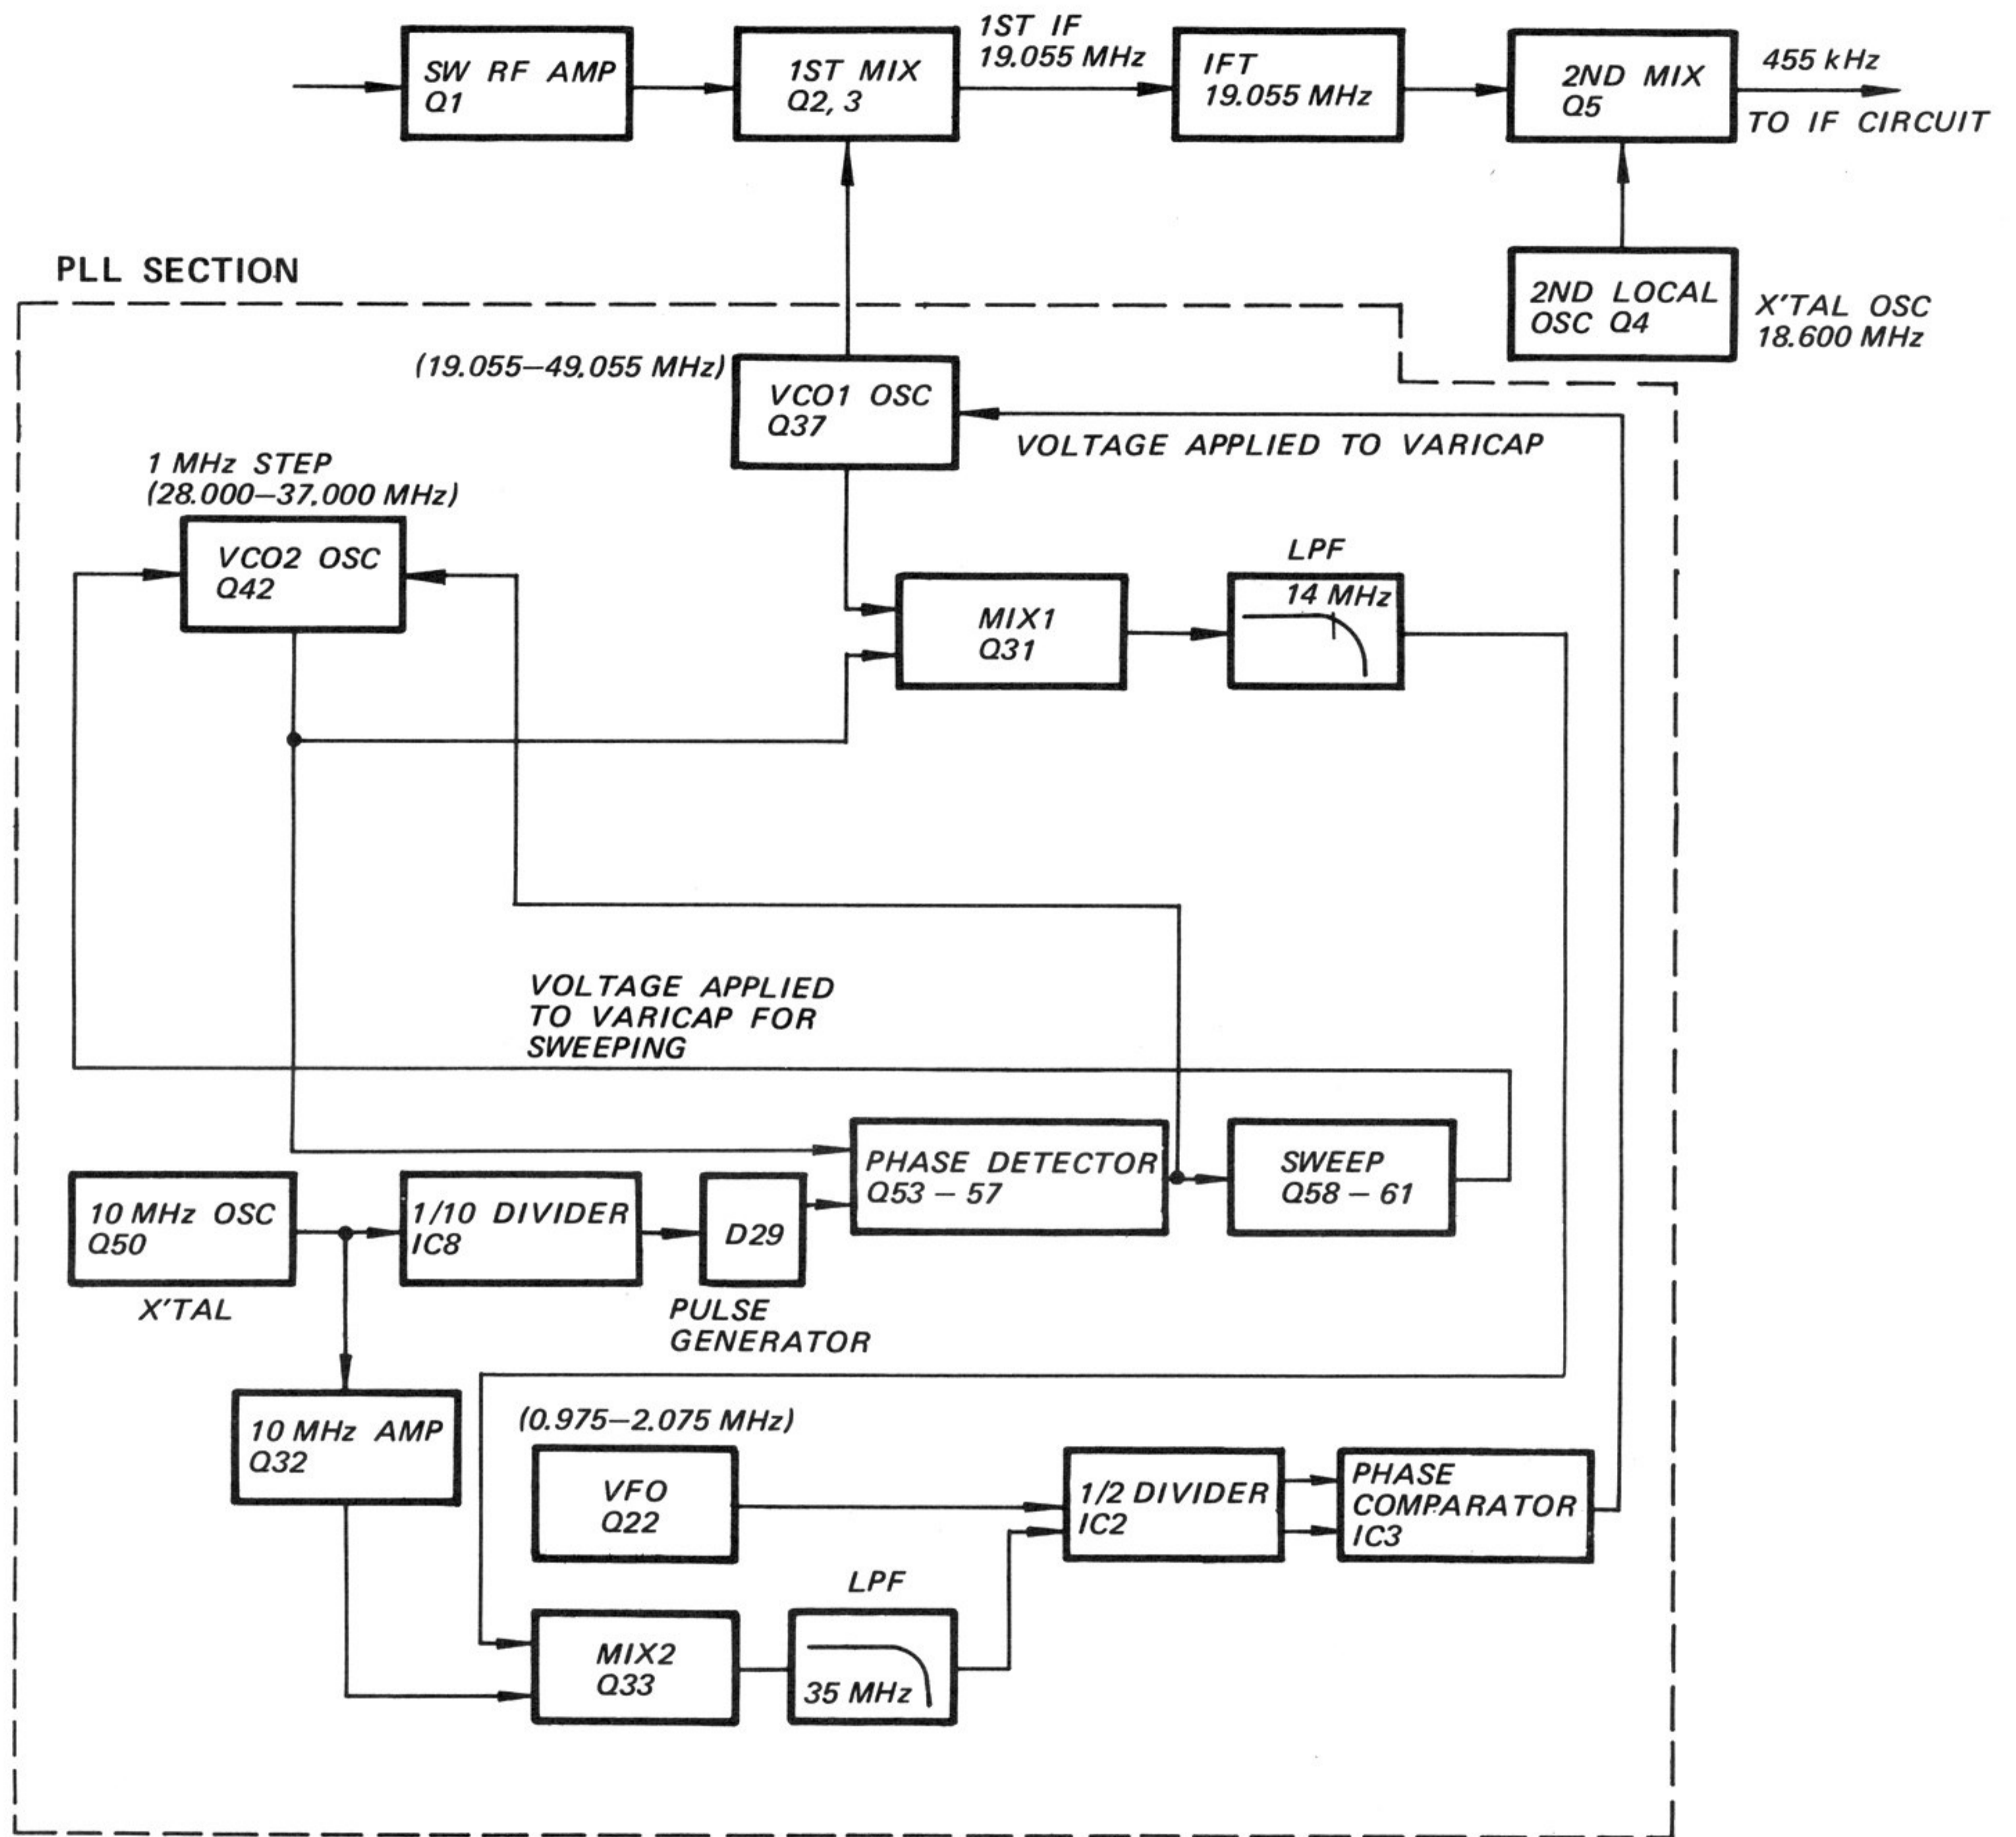 SW RF AMP
Q1
1ST MIX
Q2, 3
1ST IF
19.055 MHz
IFT
19.055 MHz
2ND MIX
Q5
455 kHz
TO IF CIRCUIT
PLL SECTION
2ND LOCAL
OSC Q4
X'TAL OSC
18.600 MHz
(19.055–49.055 MHz)
VCO1 OSC
Q37
VOLTAGE APPLIED TO VARICAP
1 MHz STEP
(28.000–37.000 MHz)
VCO2 OSC
Q42
MIX1
Q31
LPF
14 MHz
VOLTAGE APPLIED
TO VARICAP FOR
SWEEPING
PHASE DETECTOR
Q53 – 57
SWEEP
Q58 – 61
10 MHz OSC
Q50
X'TAL
1/10 DIVIDER
IC8
D29
PULSE
GENERATOR
10 MHz AMP
Q32
(0.975–2.075 MHz)
VFO
Q22
1/2 DIVIDER
IC2
PHASE
COMPARATOR
IC3
MIX2
Q33
LPF
35 MHz